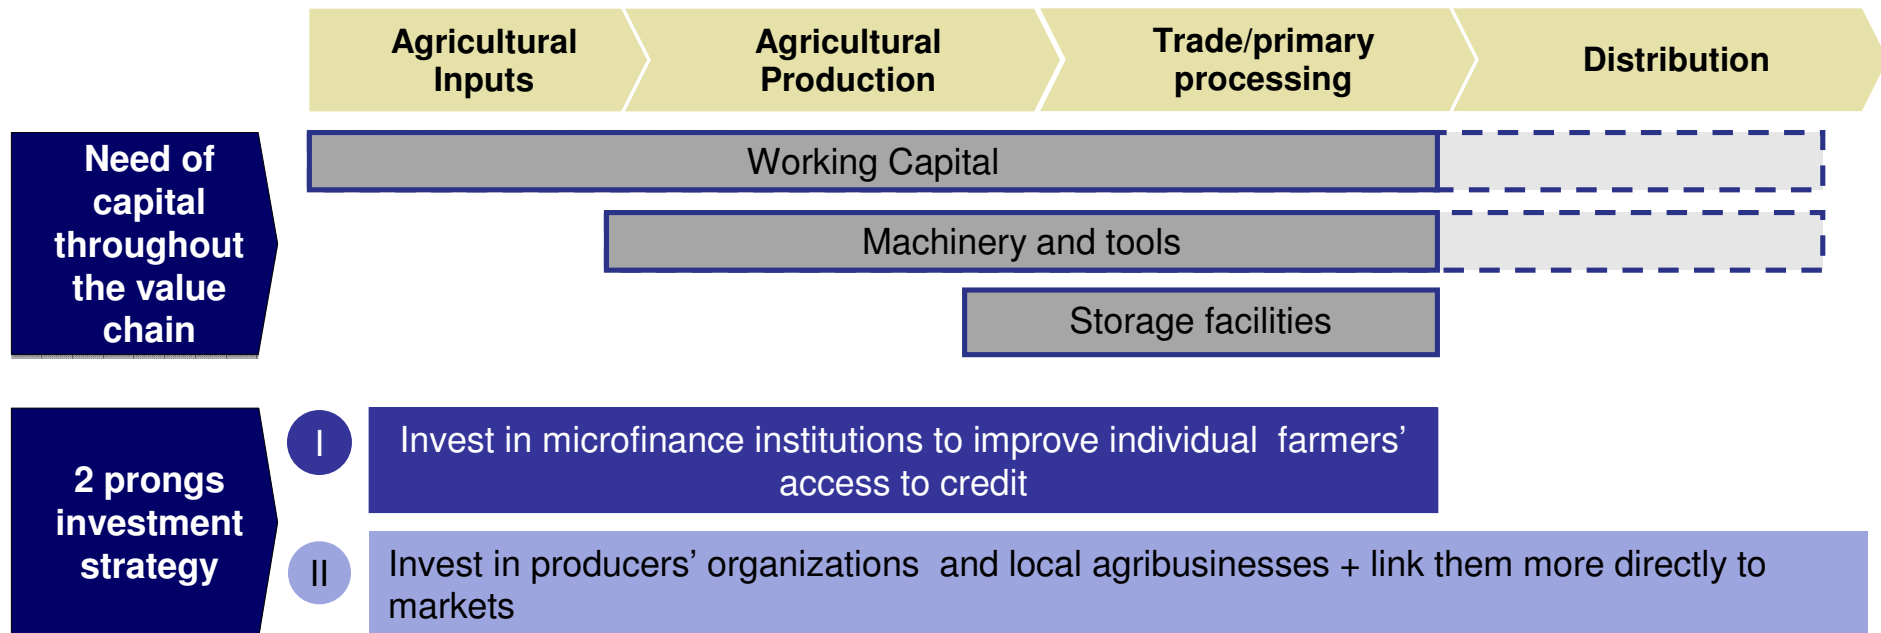 Agricultural
Inputs
Agricultural
Production
Trade/primary
processing
Distribution
Need of
capital
throughout
the value
chain
Working Capital
Machinery and tools
Storage facilities
2 prongs
investment
strategy
I
Invest in microfinance institutions to improve individual  farmers’
access to credit
II
Invest in producers’ organizations  and local agribusinesses + link them more directly to
markets